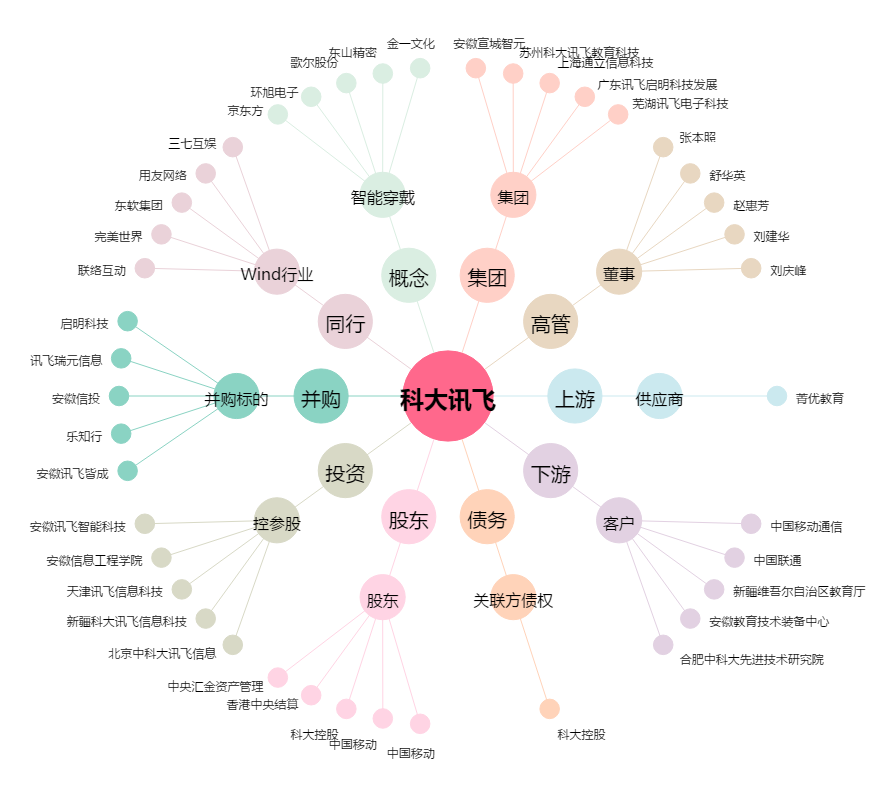 金一文化
东山精密
歌尔股份
环旭电子
京东方
安徽宣城智元
苏州科大讯飞教育科技
上海通立信息科技
广东讯飞启明科技发展
芜湖讯飞电子科技
三七互娱
用友网络
东软集团
完美世界
联络互动
张本照
舒华英
赵惠芳
刘建华
刘庆峰
智能穿戴
集团
Wind行业
概念
集团
董事
同行
高管
启明科技
讯飞瑞元信息
安徽信投
乐知行
安徽讯飞皆成
并购标的
并购
科大讯飞
上游
供应商
菁优教育
投资
下游
控参股
股东
债务
客户
安徽讯飞智能科技
安徽信息工程学院
天津讯飞信息科技
新疆科大讯飞信息科技
北京中科大讯飞信息
股东
关联方债权
中国移动通信
中国联通
新疆维吾尔自治区教育厅
安徽教育技术装备中心
合肥中科大先进技术研究院
中央汇金资产管理
香港中央结算
科大控股
中国移动
中国移动
科大控股